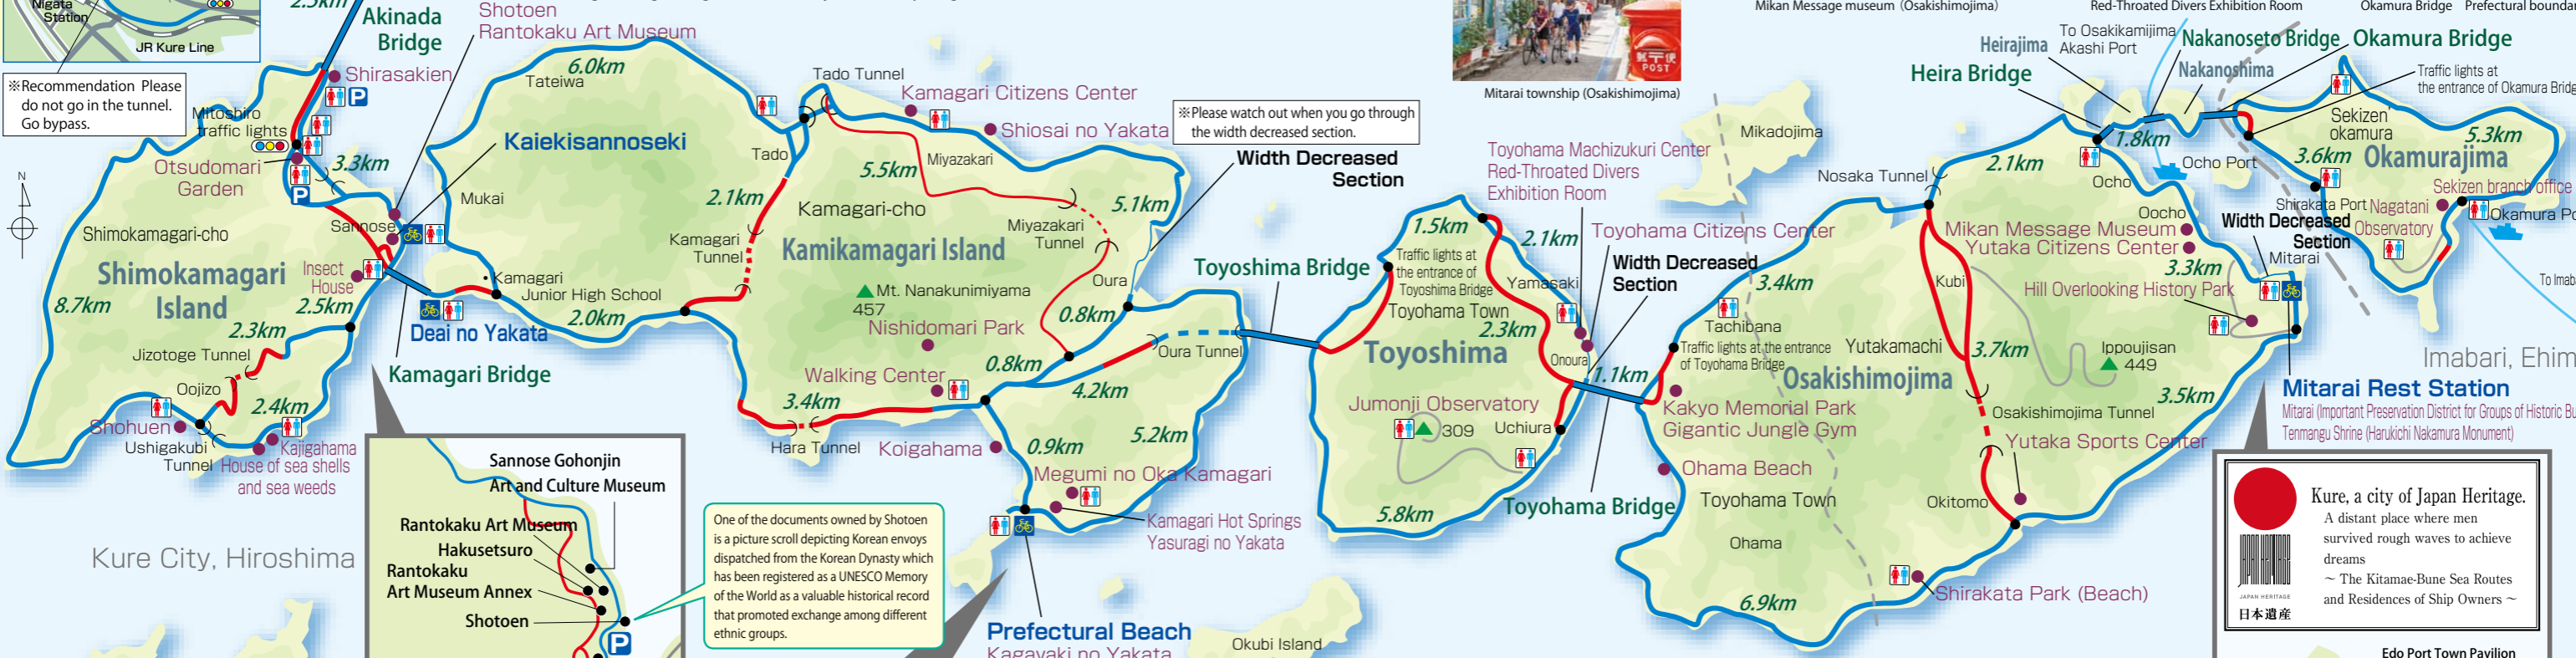 Nigata
Station
JR Kure Line
2.5km
Akinada
Bridge
Shotoen
Rantokaku Art Museum
※Recommendation Please
do not go in the tunnel.
Go bypass.
Shirasakien
P
Mitoshiro
traffic lights
Otsudomari
Garden
P
3.3km
N
Shimokamagari-cho
Sannose
Shimokamagari
Island
Insect
House
8.7km
2.5km
2.3km
Jizotoge Tunnel
Oojizo
2.4km
Shohuen
Ushigakubi
Tunnel
Kajigahama
House of sea shells
and sea weeds
Kure City, Hiroshima
Kamagari Bridge
Deai no Yakata
Kaiekisannoseki
Tateiwa
6.0km
Mukai
Kamagari
Junior High School
2.0km
Tado Tunnel
Tado
2.1km
Kamagari
Tunnel
Kamagari Citizens Center
Shiosai no Yakata
5.5km
Miyazakari
Kamagari-cho
Kamikamagari Island
Miyazakari
Tunnel
5.1km
Mt. Nanakunimiyama
457
Nishidomari Park
Oura
0.8km
0.8km
Oura Tunnel
Walking Center
3.4km
Hara Tunnel
4.2km
Koigahama
0.9km
5.2km
Megumi no Oka Kamagari
Kamagari Hot Springs
Yasuragi no Yakata
Prefectural Beach
Kagayaki no Yakata
Okubi Island
※Please watch out when you go through
the width decreased section.
Width Decreased
Section
Sannose Gohonjin
Art and Culture Museum
Rantokaku Art Museum
Hakusetsuro
Rantokaku
Art Museum Annex
Shotoen
P
One of the documents owned by Shotoen
is a picture scroll depicting Korean envoys
dispatched from the Korean Dynasty which
has been registered as a UNESCO Memory
of the World as a valuable historical record
that promoted exchange among different
ethnic groups.
POST
Mitarai township (Osakishimojima)
Toyoshima Bridge
1.5km
Traffic lights at
the entrance of
Toyoshima Bridge
Toyohama Town
2.3km
Toyoshima
Jumonji Observatory
309
Uchiura
5.8km
2.1km
Yamasaki
Onoura
Toyohama Machizukuri Center
Red-Throated Divers
Exhibition Room
Toyohama Citizens Center
Width Decreased
Section
1.1km
Toyohama Bridge
Mikan Message museum (Osakishimojima)
Mikadojima
Nosaka Tunnel
3.4km
Tachibana
Traffic lights at the entrance
of Toyohama Bridge
Yutakamachi
Osakishimojima
Kakyo Memorial Park
Gigantic Jungle Gym
Ohama Beach
Toyohama Town
Ohama
6.9km
Shirakata Park (Beach)
Okitomo
Yutaka Sports Center
Osakishimojima Tunnel
Kubi
3.7km
Ippoujisan
449
3.5km
2.1km
Red-Throated Divers Exhibition Room
Heirajima
To Osakikamijima
Akashi Port
Heira Bridge
Nakanoseto Bridge
Nakanoshima
Okamura Bridge
Okamura Bridge
Traffic lights at
the entrance of Okamura Bridg
1.8km
Ocho Port
Ocho
Oocho
Mikan Message Museum
Yutaka Citizens Center
3.3km
Hill Overlooking History Park
Width Decreased
Section
Mitarai
Sekizen
okamura
5.3km
3.6km
Okamurajima
Sekizen branch office
Shirakata Port
Nagatani
Observatory
Okamura Po
To Imab
Imabari, Ehim
Mitarai Rest Station
Mitarai (Important Preservation District for Groups of Historic Bu
Tenmangu Shrine (Harukichi Nakamura Monument)
JAPAN HERITAGE
日本遺産
Kure, a city of Japan Heritage.
A distant place where men
survived rough waves to achieve
dreams
～ The Kitamae-Bune Sea Routes
and Residences of Ship Owners ～
Edo Port Town Pavilion
Prefectural boundar